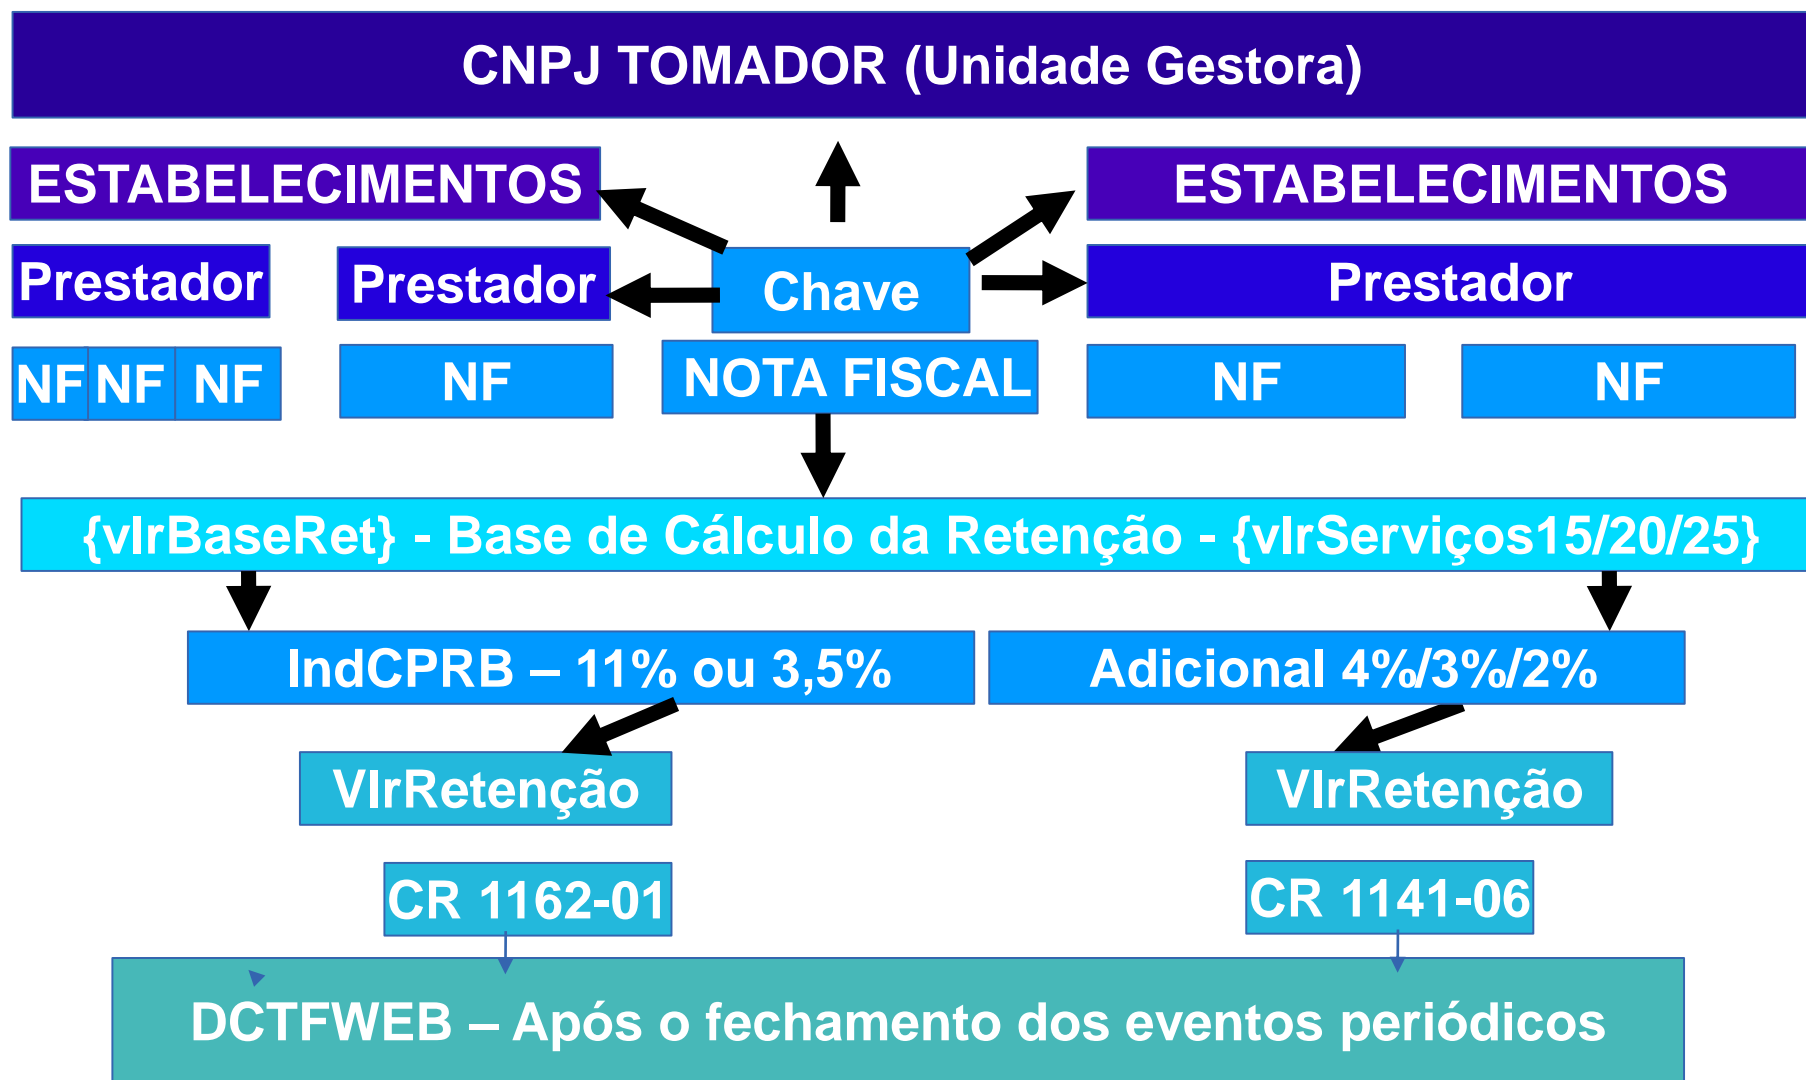 CNPJ TOMADOR (Unidade Gestora)
ESTABELECIMENTOS
ESTABELECIMENTOS
Prestador
Prestador
Chave
Prestador
NF
NF
NF
NF
NOTA FISCAL
NF
NF
{vlrBaseRet} - Base de Cálculo da Retenção - {vlrServiços15/20/25}
IndCPRB – 11% ou 3,5%
Adicional 4%/3%/2%
VlrRetenção
VlrRetenção
CR 1162-01
CR 1141-06
DCTFWEB – Após o fechamento dos eventos periódicos